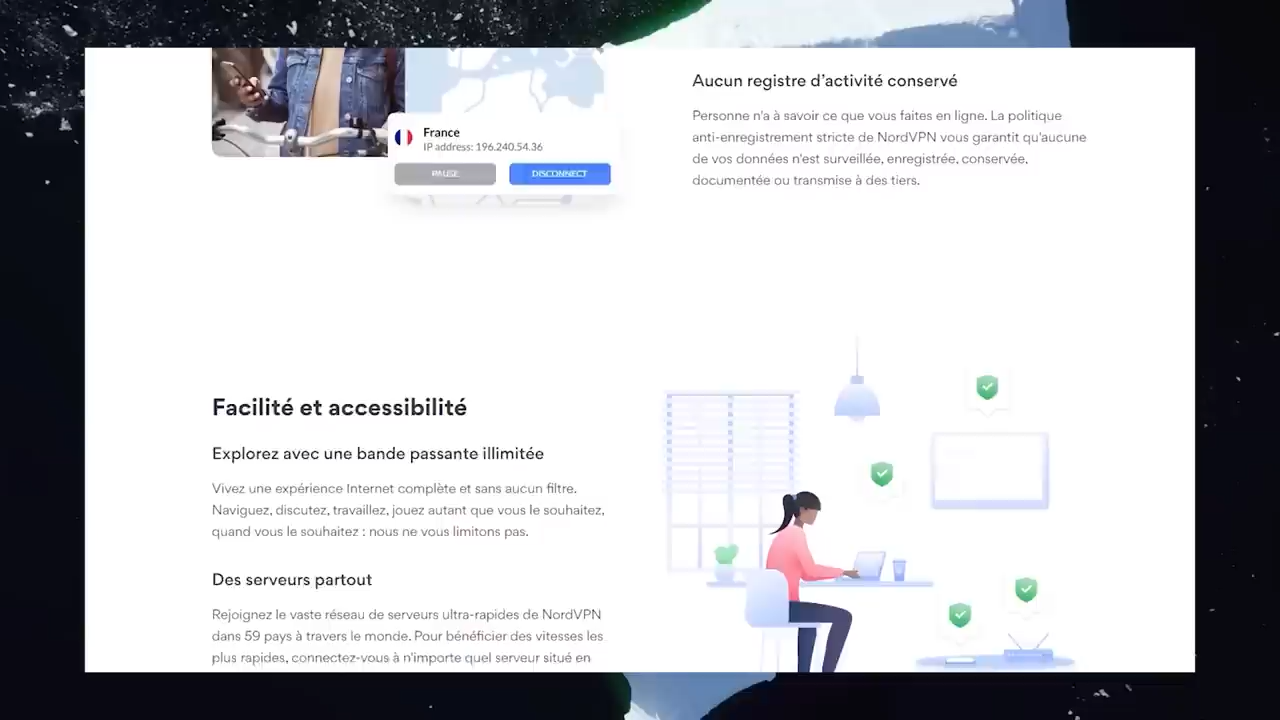 Aucun registre d’activité conservé
Personne n'a à savoir ce que vous faites en ligne. La politique
anti-enregistrement stricte de NordVPN vous garantit qu'aucune
de vos données n'est surveillée, enregistrée, conservée,
documentée ou transmise à des tiers.
France
IP address: 196.240.54.36
PAUSE
DISCONNECT
Facilité et accessibilité
Explorez avec une bande passante illimitée
Vivez une expérience Internet complète et sans aucun filtre.
Naviguez, discutez, travaillez, jouez autant que vous le souhaitez,
quand vous le souhaitez : nous ne vous limitons pas.
Des serveurs partout
Rejoignez le vaste réseau de serveurs ultra-rapides de NordVPN
dans 59 pays à travers le monde. Pour bénéficier des vitesses les
plus rapides, connectez-vous à n'importe quel serveur situé en